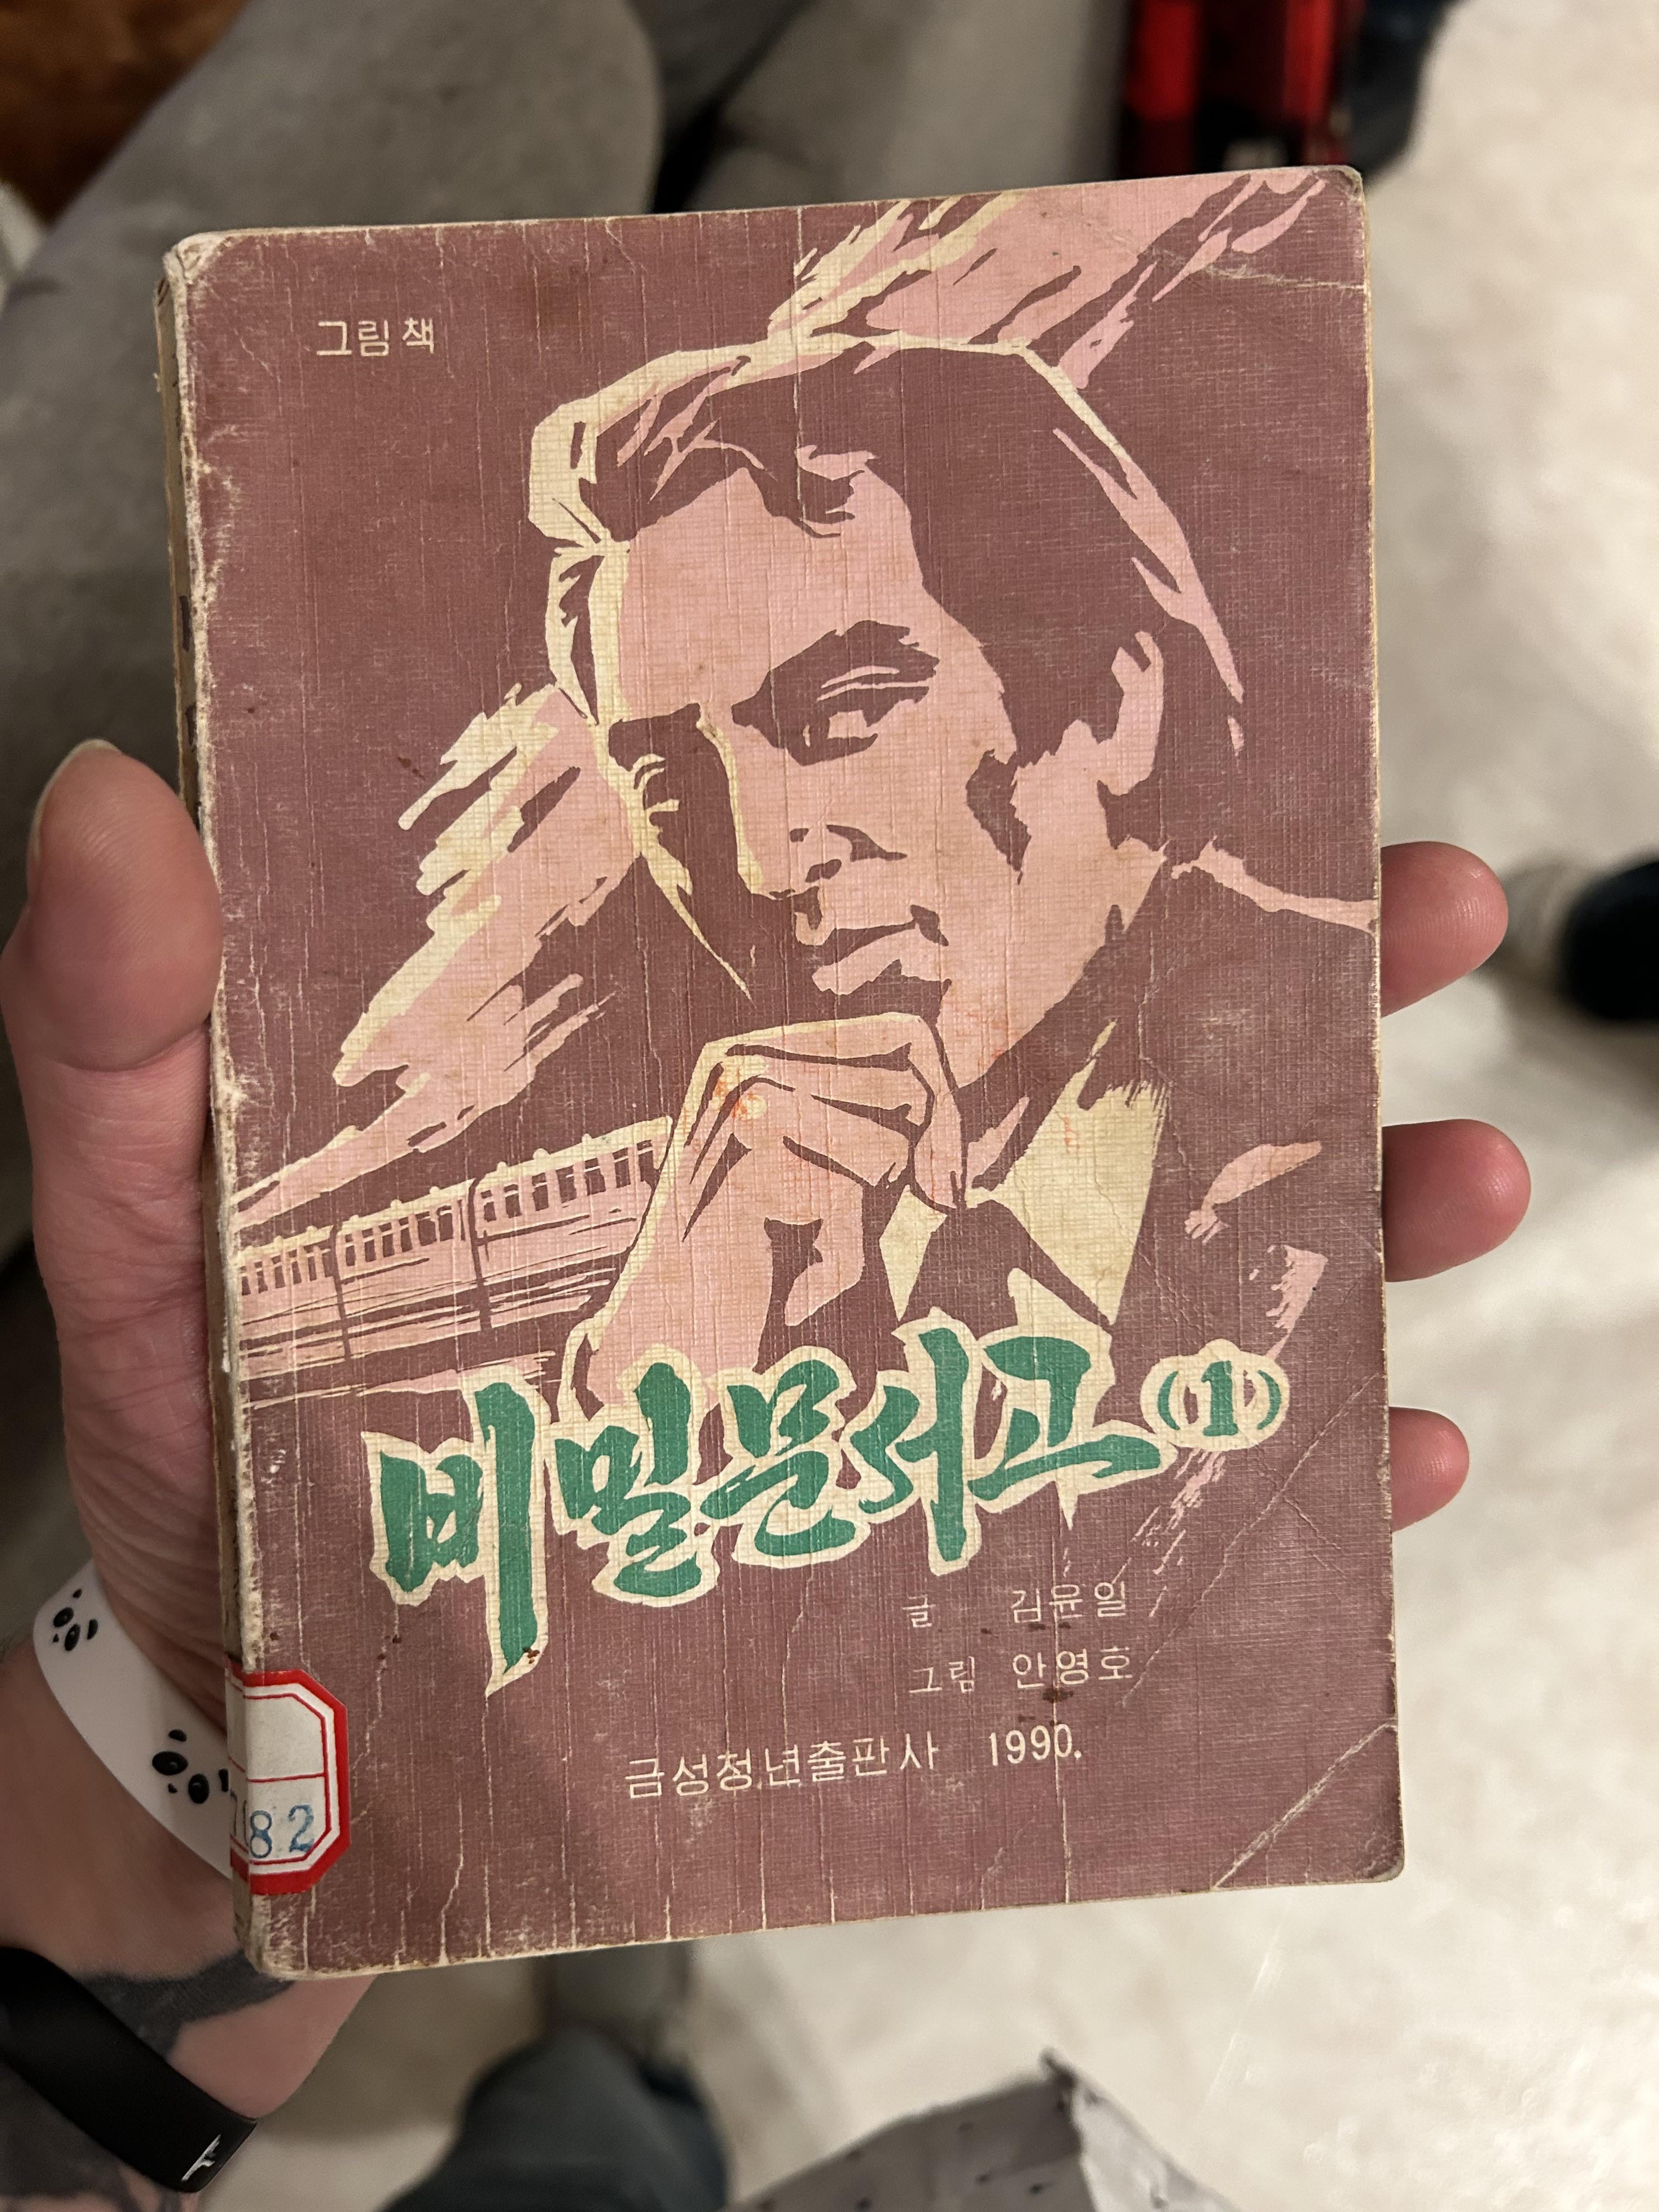 그림책
비밀문서고 (1)
글 김윤일
그림 안영호
금성청년출판사 1990.
82